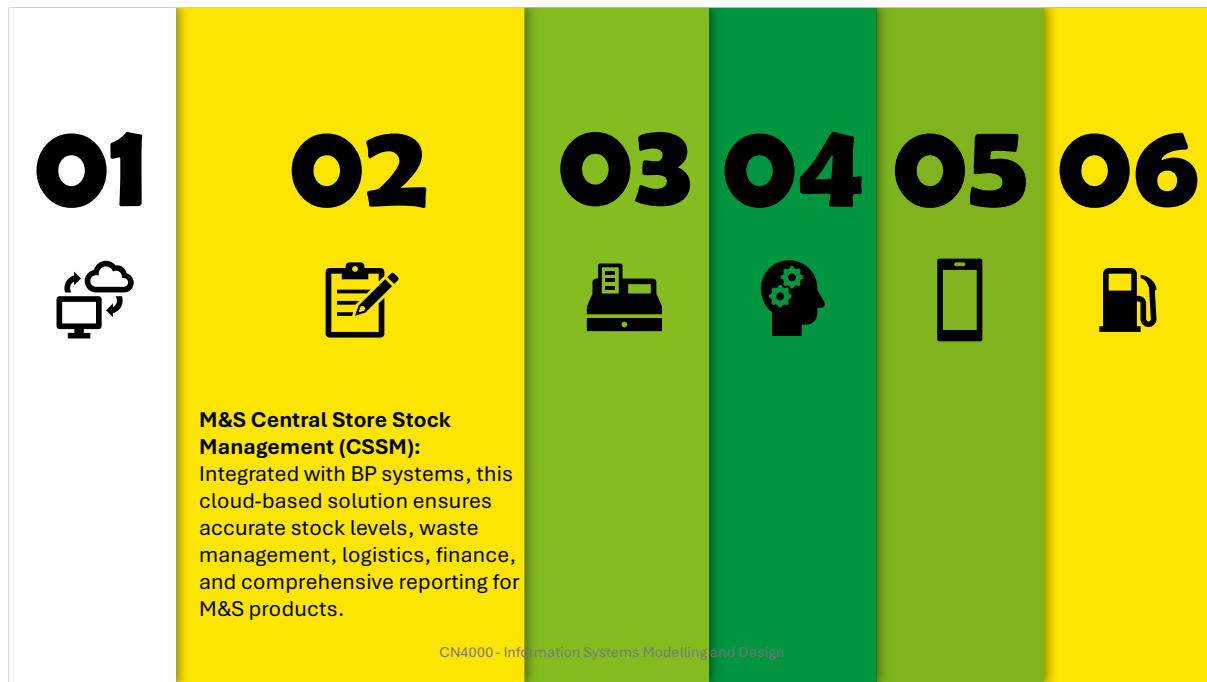 01
02
03
04
05
06
M&S Central Store Stock
Management (CSSM):
Integrated with BP systems, this
cloud-based solution ensures
accurate stock levels, waste
management, logistics, finance,
and comprehensive reporting for
M&S products.
CN4000 - Information Systems Modelling and Design